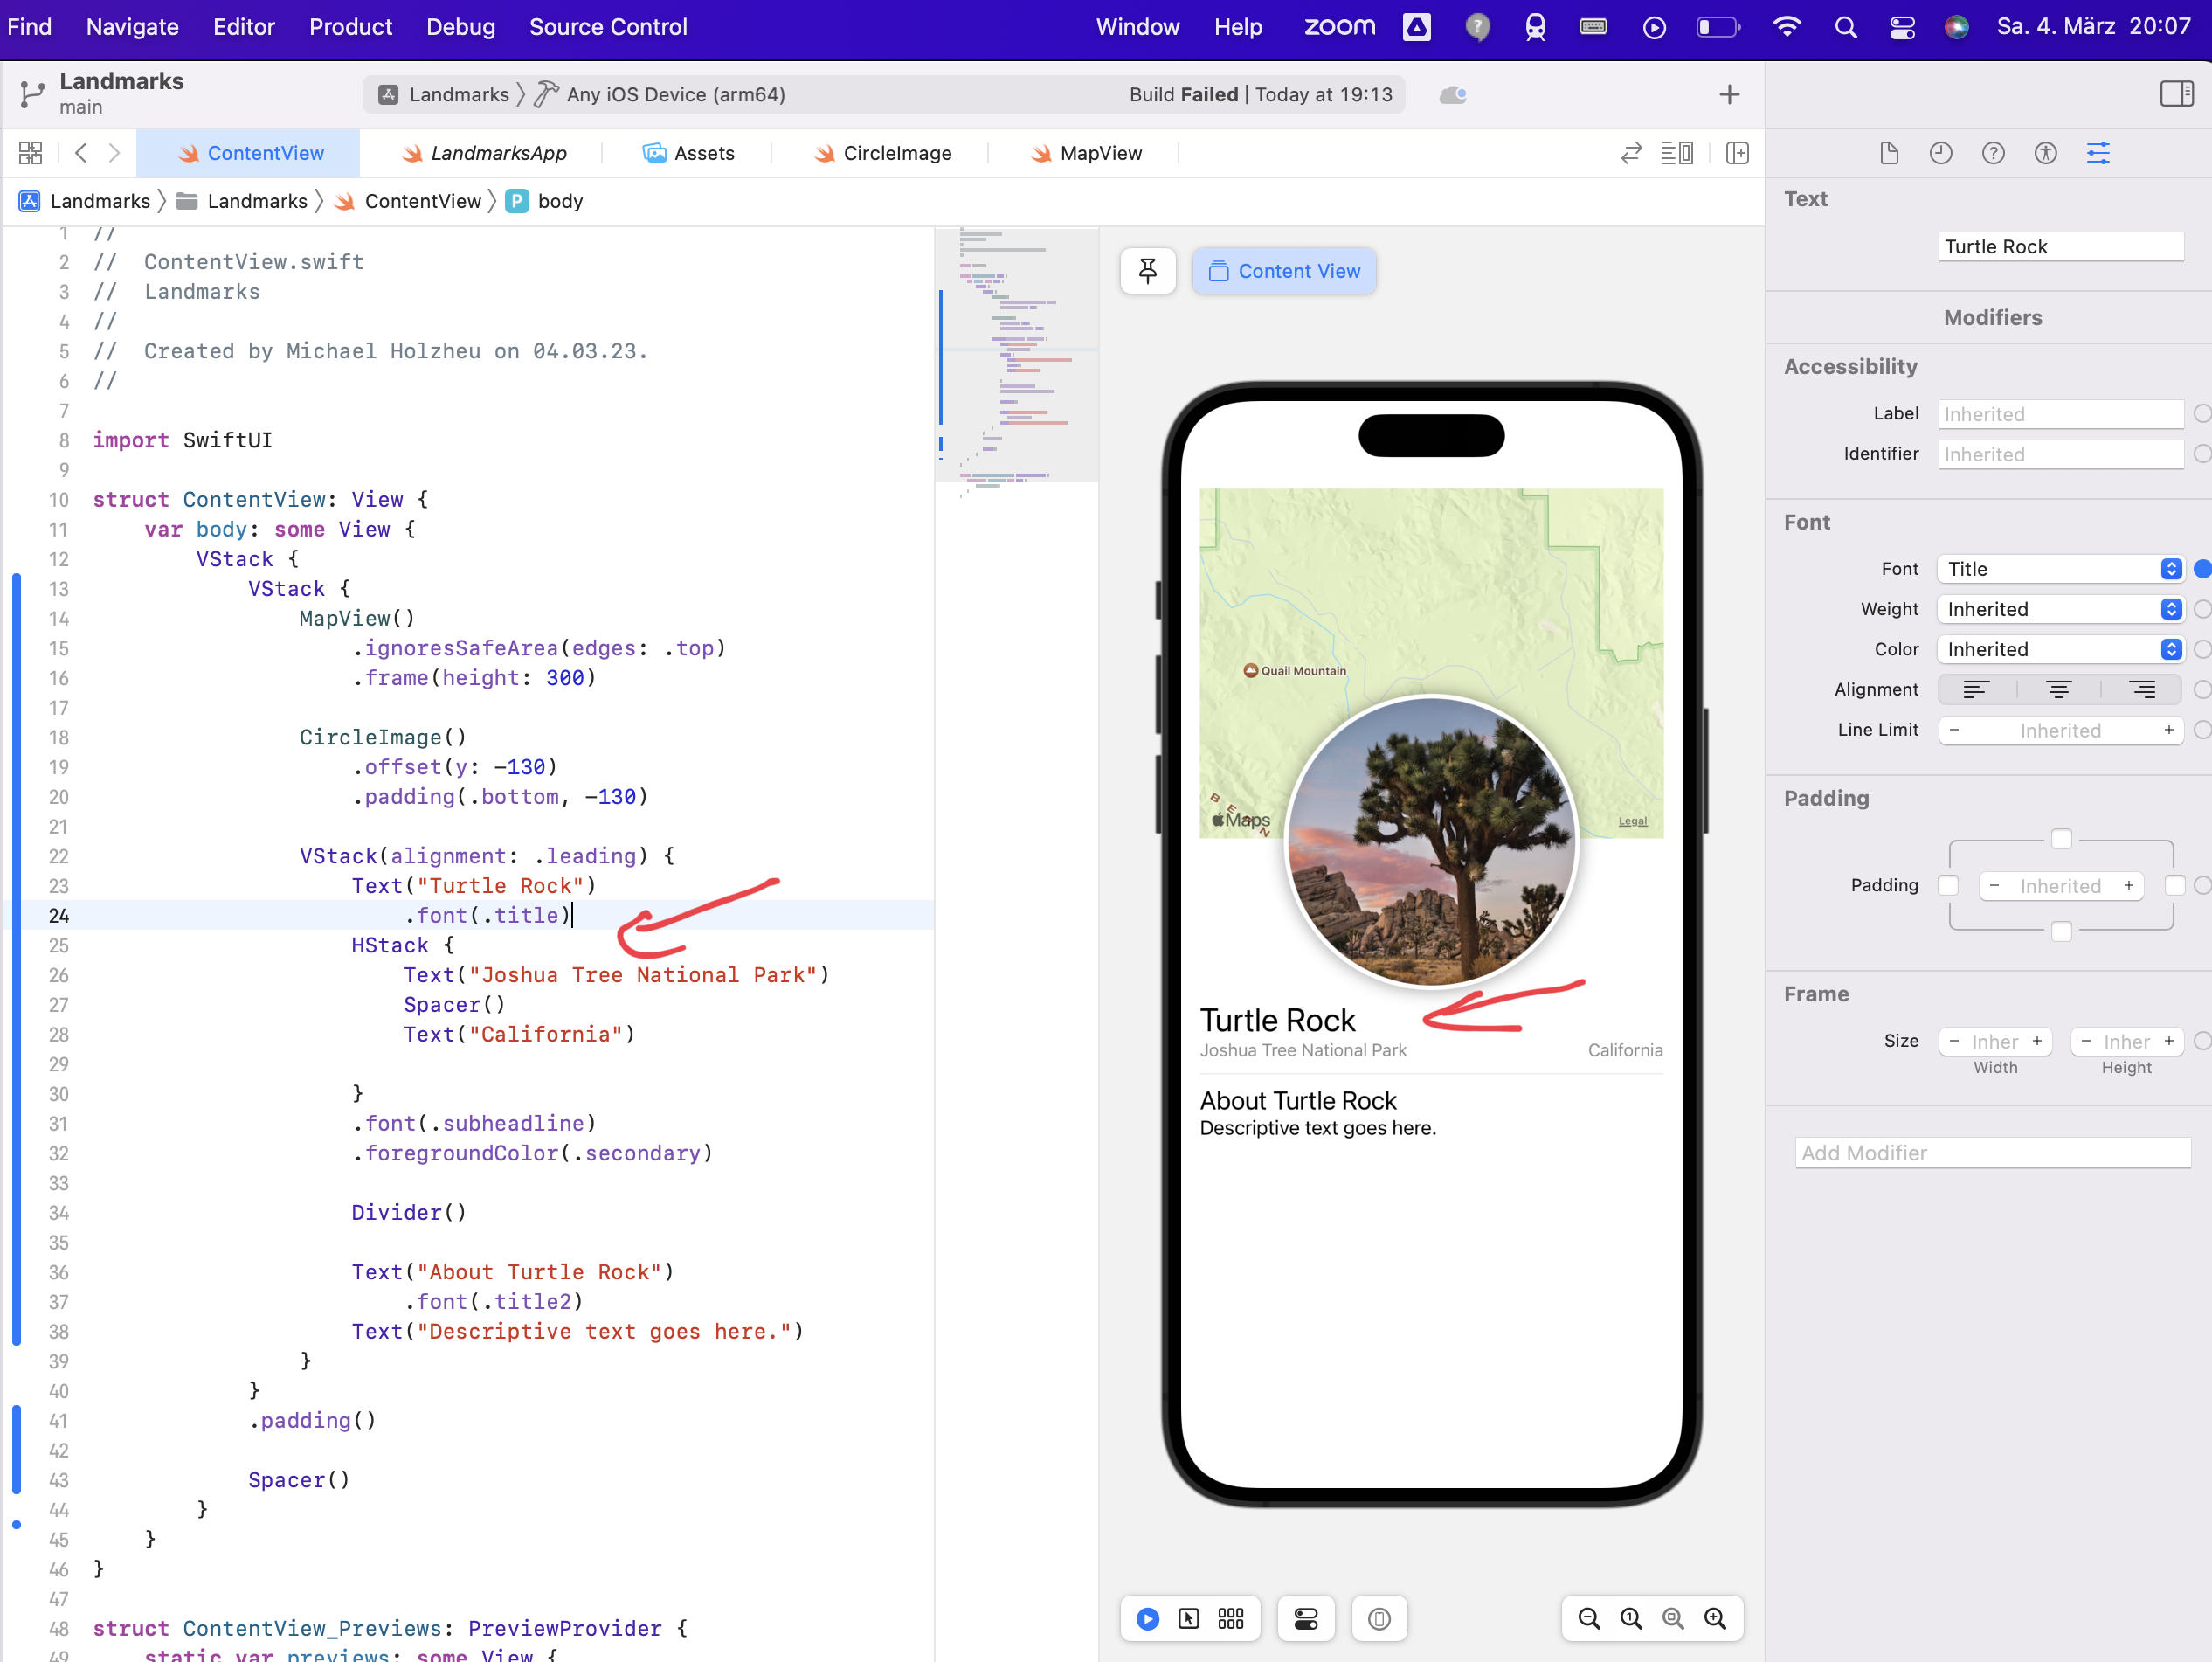 Find Navigate Editor Product Debug Source Control Window Help zoom Sa. 4. März 20:07
Landmarks
main
Landmarks Any iOS Device (arm64) Build Failed | Today at 19:13
ContentView LandmarksApp Assets CircleImage MapView
Landmarks Landmarks ContentView P body
1 //
2 // ContentView.swift
3 // Landmarks
4 //
5 // Created by Michael Holzheu on 04.03.23.
6 //
7
8 import SwiftUI
9
10 struct ContentView: View {
11 var body: some View {
12 VStack {
13 VStack {
14 MapView()
15 .ignoresSafeArea(edges: .top)
16 .frame(height: 300)
17
18 CircleImage()
19 .offset(y: -130)
20 .padding(.bottom, -130)
21
22 VStack(alignment: .leading) {
23 Text("Turtle Rock")
24 .font(.title)
25 HStack {
26 Text("Joshua Tree National Park")
27 Spacer()
28 Text("California")
29
30 }
31 .font(.subheadline)
32 .foregroundColor(.secondary)
33
34 Divider()
35
36 Text("About Turtle Rock")
37 .font(.title2)
38 Text("Descriptive text goes here.")
39 }
40 }
41 .padding()
42
43 Spacer()
44 }
45 }
46 }
47
48 struct ContentView_Previews: PreviewProvider {
49 static var previews: some View {
Content View
Quail Mountain
Maps
Legal
Turtle Rock
Joshua Tree National Park California
About Turtle Rock
Descriptive text goes here.
Text
Turtle Rock
Modifiers
Accessibility
Label Inherited
Identifier Inherited
Font
Font Title
Weight Inherited
Color Inherited
Alignment
Line Limit - Inherited +
Padding
Padding - Inherited +
Frame
Size - Inher + - Inher +
Width Height
Add Modifier